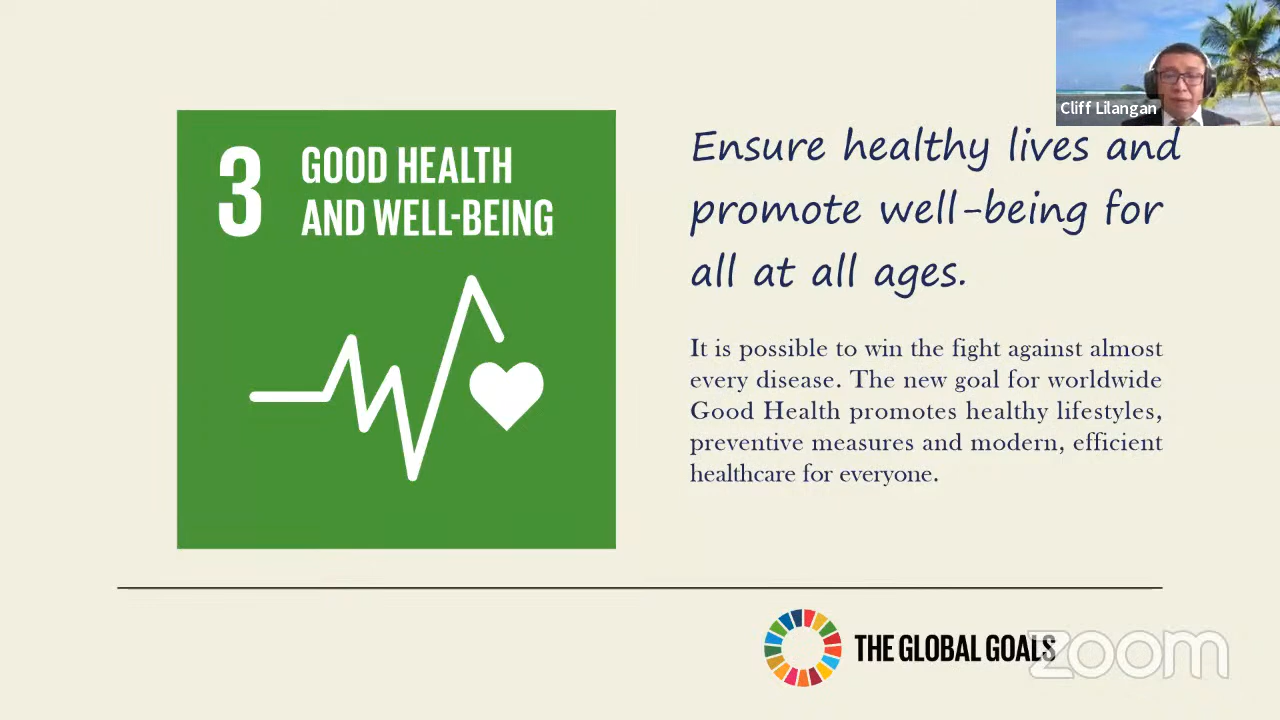 Cliff Lilangan
3 GOOD HEALTH
AND WELL-BEING
Ensure healthy lives and
promote well-being for
all at all ages.
It is possible to win the fight against almost
every disease. The new goal for worldwide
Good Health promotes healthy lifestyles,
preventive measures and modern, efficient
healthcare for everyone.
THE GLOBAL GOALS
zoom